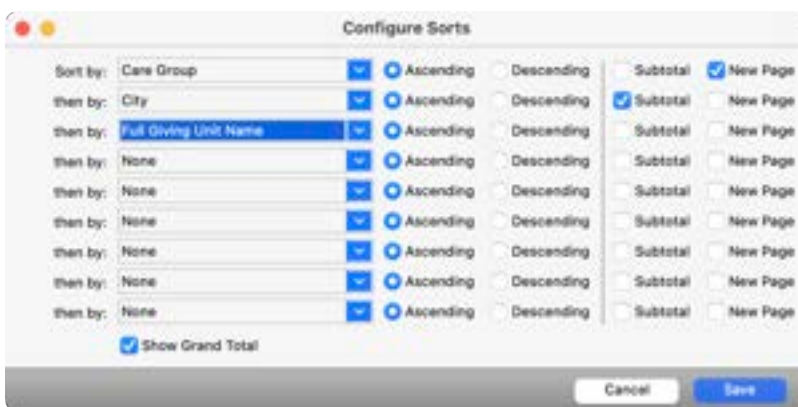 Configure Sorts
Sort by: Care Group Ascending Descending Subtotal New Page
then by: City Ascending Descending Subtotal New Page
then by: Full Giving Unit Name Ascending Descending Subtotal New Page
then by: None Ascending Descending Subtotal New Page
then by: None Ascending Descending Subtotal New Page
then by: None Ascending Descending Subtotal New Page
then by: None Ascending Descending Subtotal New Page
then by: None Ascending Descending Subtotal New Page
then by: None Ascending Descending Subtotal New Page
Show Grand Total
Cancel Save